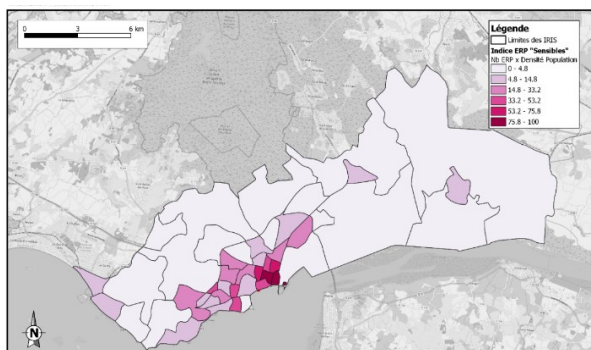 0 3 6 km
Légende
Limites des IRIS
Indice ERP "Sensibles"
Nb ERP x Densité Population
0 - 4.8
4.8 - 14.8
14.8 - 33.2
33.2 - 53.2
53.2 - 75.8
75.8 - 100
N